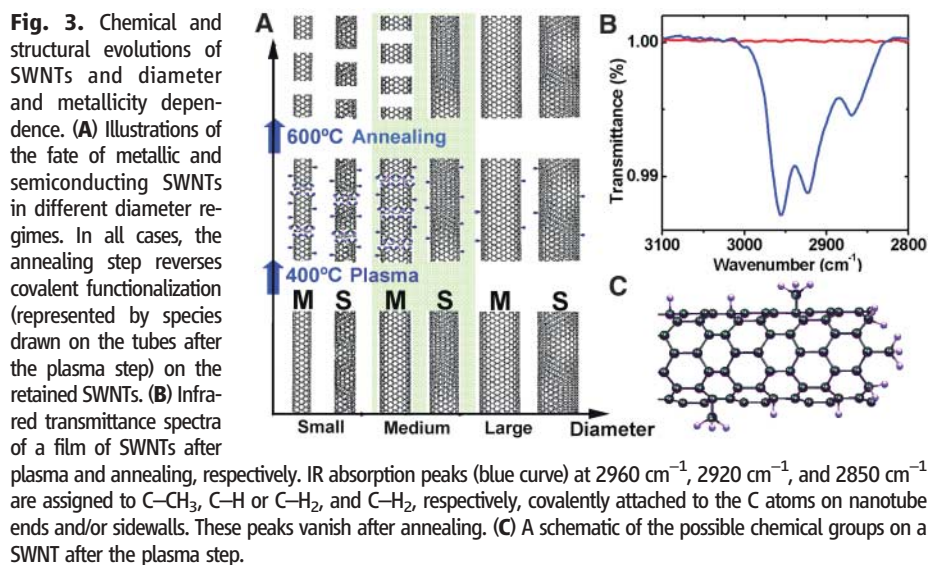 Fig. 3. Chemical and
structural evolutions of
SWNTs and diameter
and metallicity depen-
dence. (A) Illustrations of
the fate of metallic and
semiconducting SWNTs
in different diameter re-
gimes. In all cases, the
annealing step reverses
covalent functionalization
(represented by species
drawn on the tubes after
the plasma step) on the
retained SWNTs. (B) Infra-
red transmittance spectra
of a film of SWNTs after
plasma and annealing, respectively. IR absorption peaks (blue curve) at 2960 cm⁻¹, 2920 cm⁻¹, and 2850 cm⁻¹
are assigned to C–CH₃, C–H or C–H₂, and C–H₂, respectively, covalently attached to the C atoms on nanotube
ends and/or sidewalls. These peaks vanish after annealing. (C) A schematic of the possible chemical groups on a
SWNT after the plasma step.
A
600ºC Annealing
400ºC Plasma
M S M S M S
Small Medium Large Diameter
B
1.00
0.99
Transmittance (%)
3100 3000 2900 2800
Wavenumber (cm⁻¹)
C